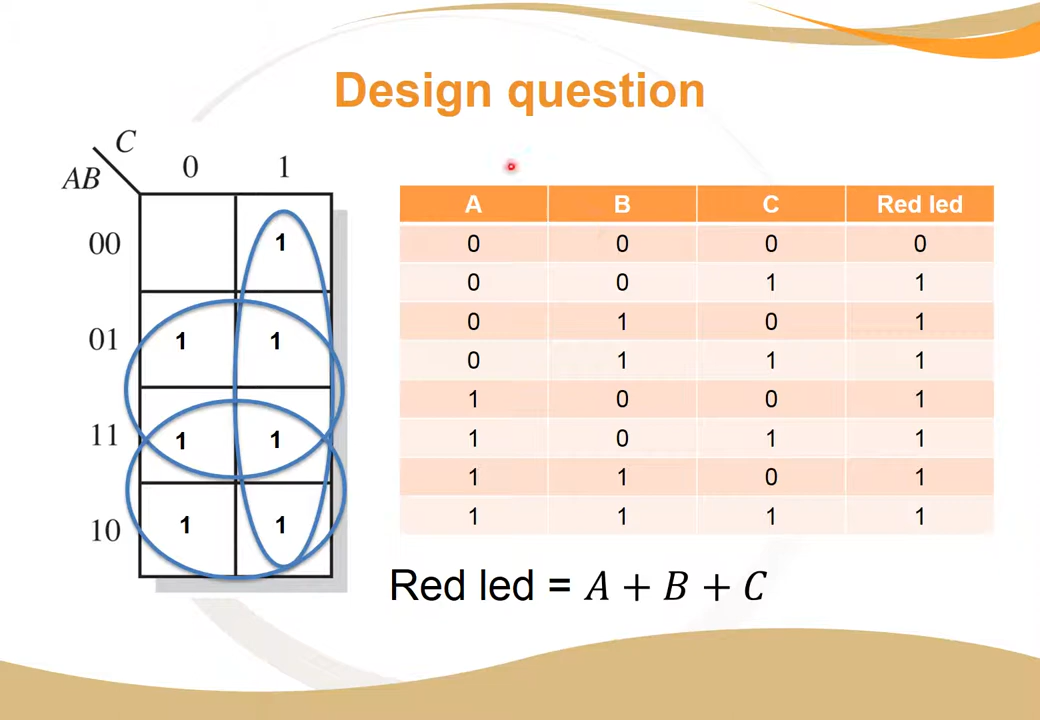 Design question
C
AB 0 1
00 1
01 1 1
11 1 1
10 1 1
A B C Red led
0 0 0 0
0 0 1 1
0 1 0 1
0 1 1 1
1 0 0 1
1 0 1 1
1 1 0 1
1 1 1 1
Red led = A + B + C